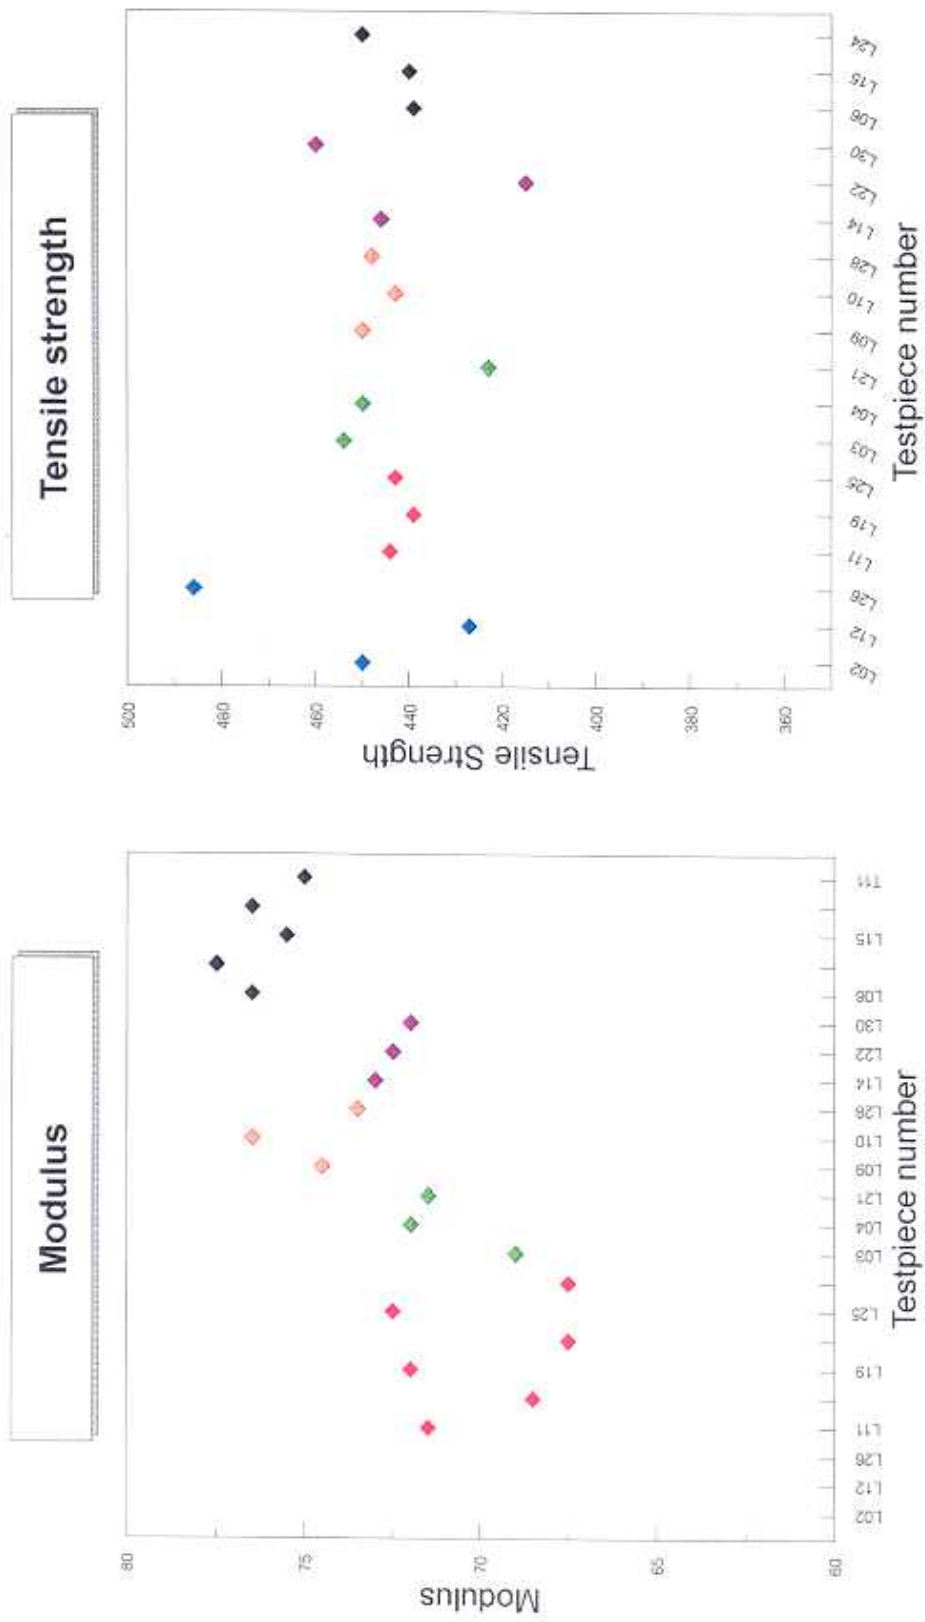 Tensile strength
Tensile Strength
500
480
460
440
420
400
380
360
L02
L12
L26
L11
L19
L25
L03
L04
L21
L09
L10
L28
L14
L22
L30
L06
L15
L24
Testpiece number
Modulus
Modulus
80
75
70
65
60
L02
L12
L26
L11
L19
L25
L03
L04
L21
L09
L10
L28
L14
L22
L30
L06
L15
T11
Testpiece number